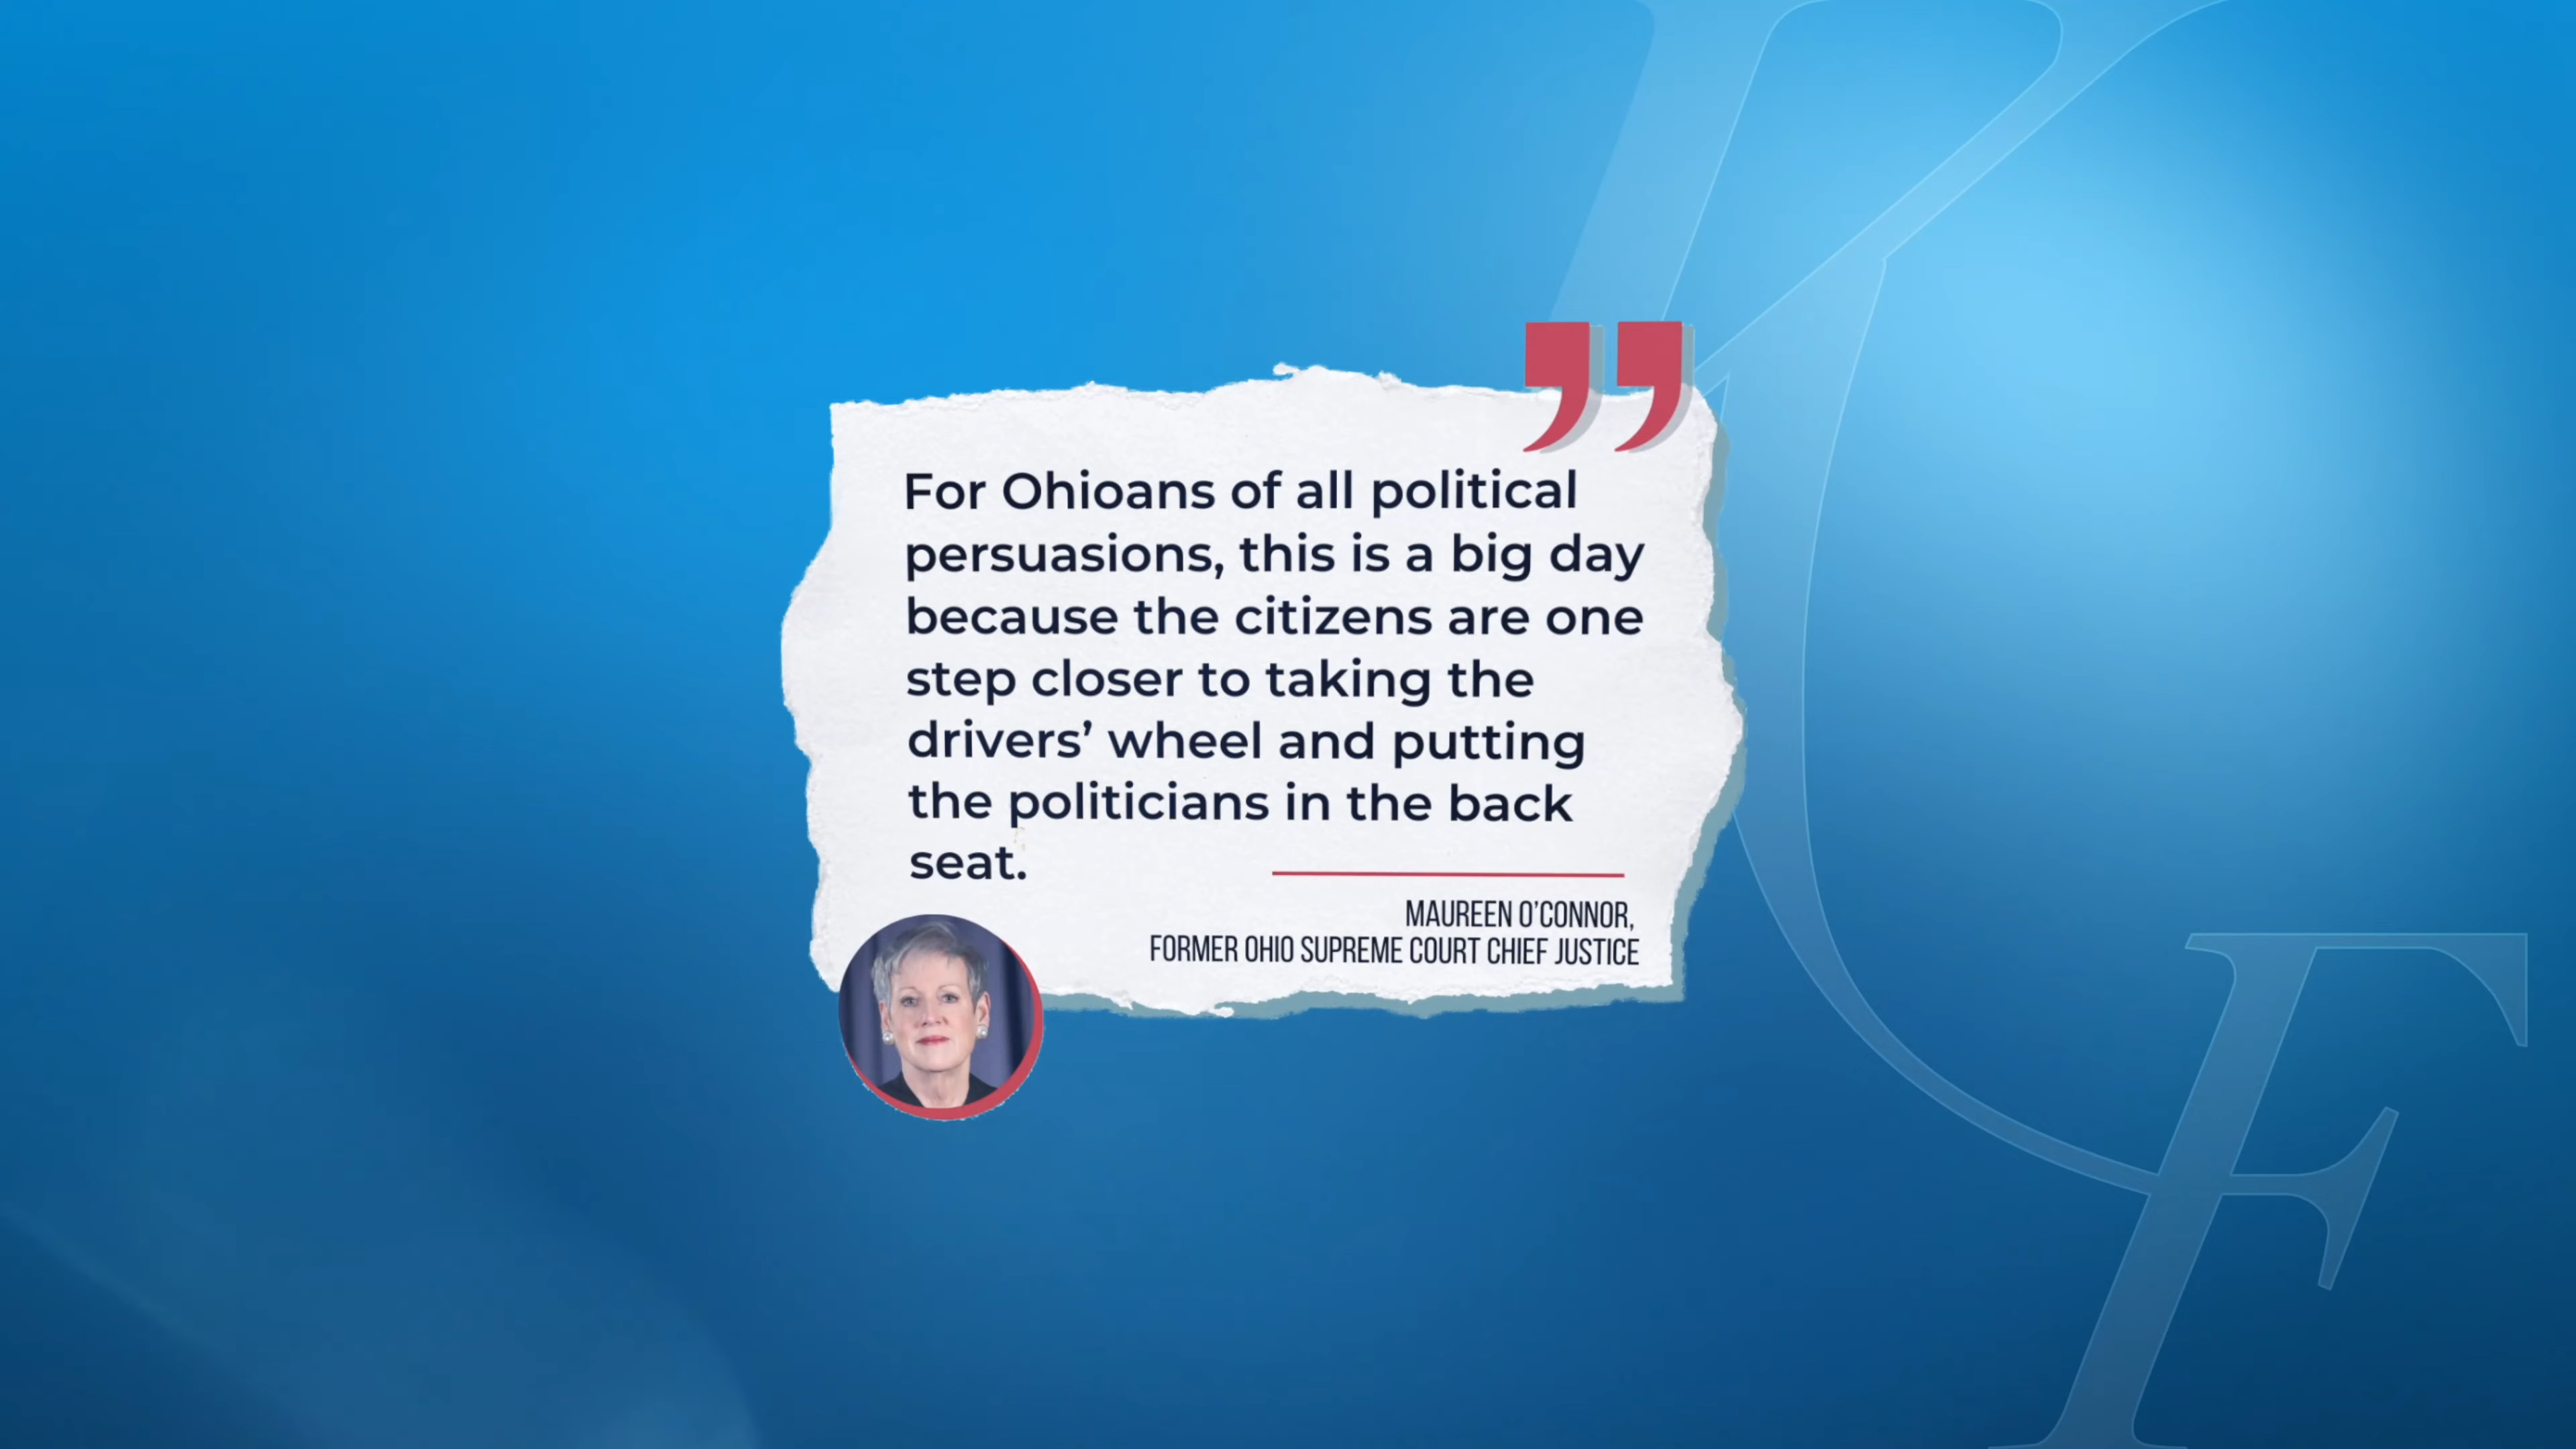 ”
For Ohioans of all political
persuasions, this is a big day
because the citizens are one
step closer to taking the
drivers’ wheel and putting
the politicians in the back
seat.
MAUREEN O’CONNOR,
FORMER OHIO SUPREME COURT CHIEF JUSTICE